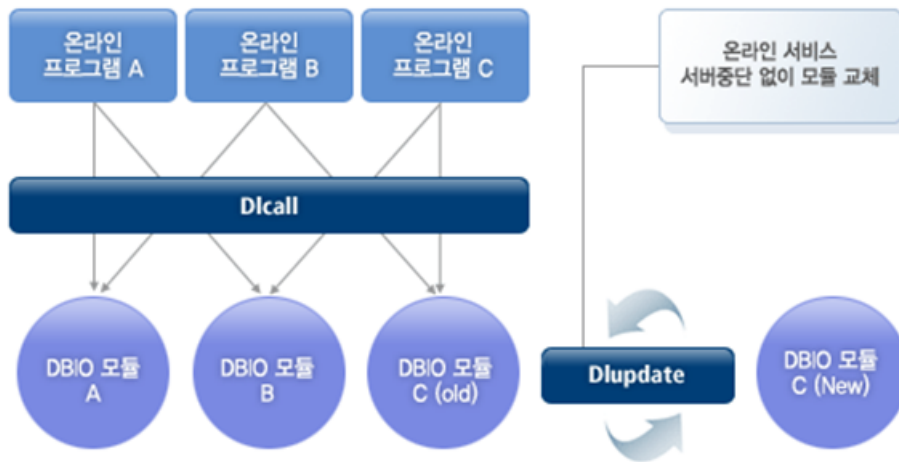 온라인
프로그램 A
온라인
프로그램 B
온라인
프로그램 C
온라인 서비스
서버중단 없이 모듈 교체
Dlcall
DBIO 모듈
A
DBIO 모듈
B
DBIO 모듈
C (old)
Dlupdate
DBIO 모듈
C (New)